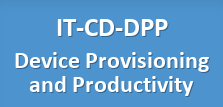 IT-CD-DPP
Device Provisioning
and Productivity